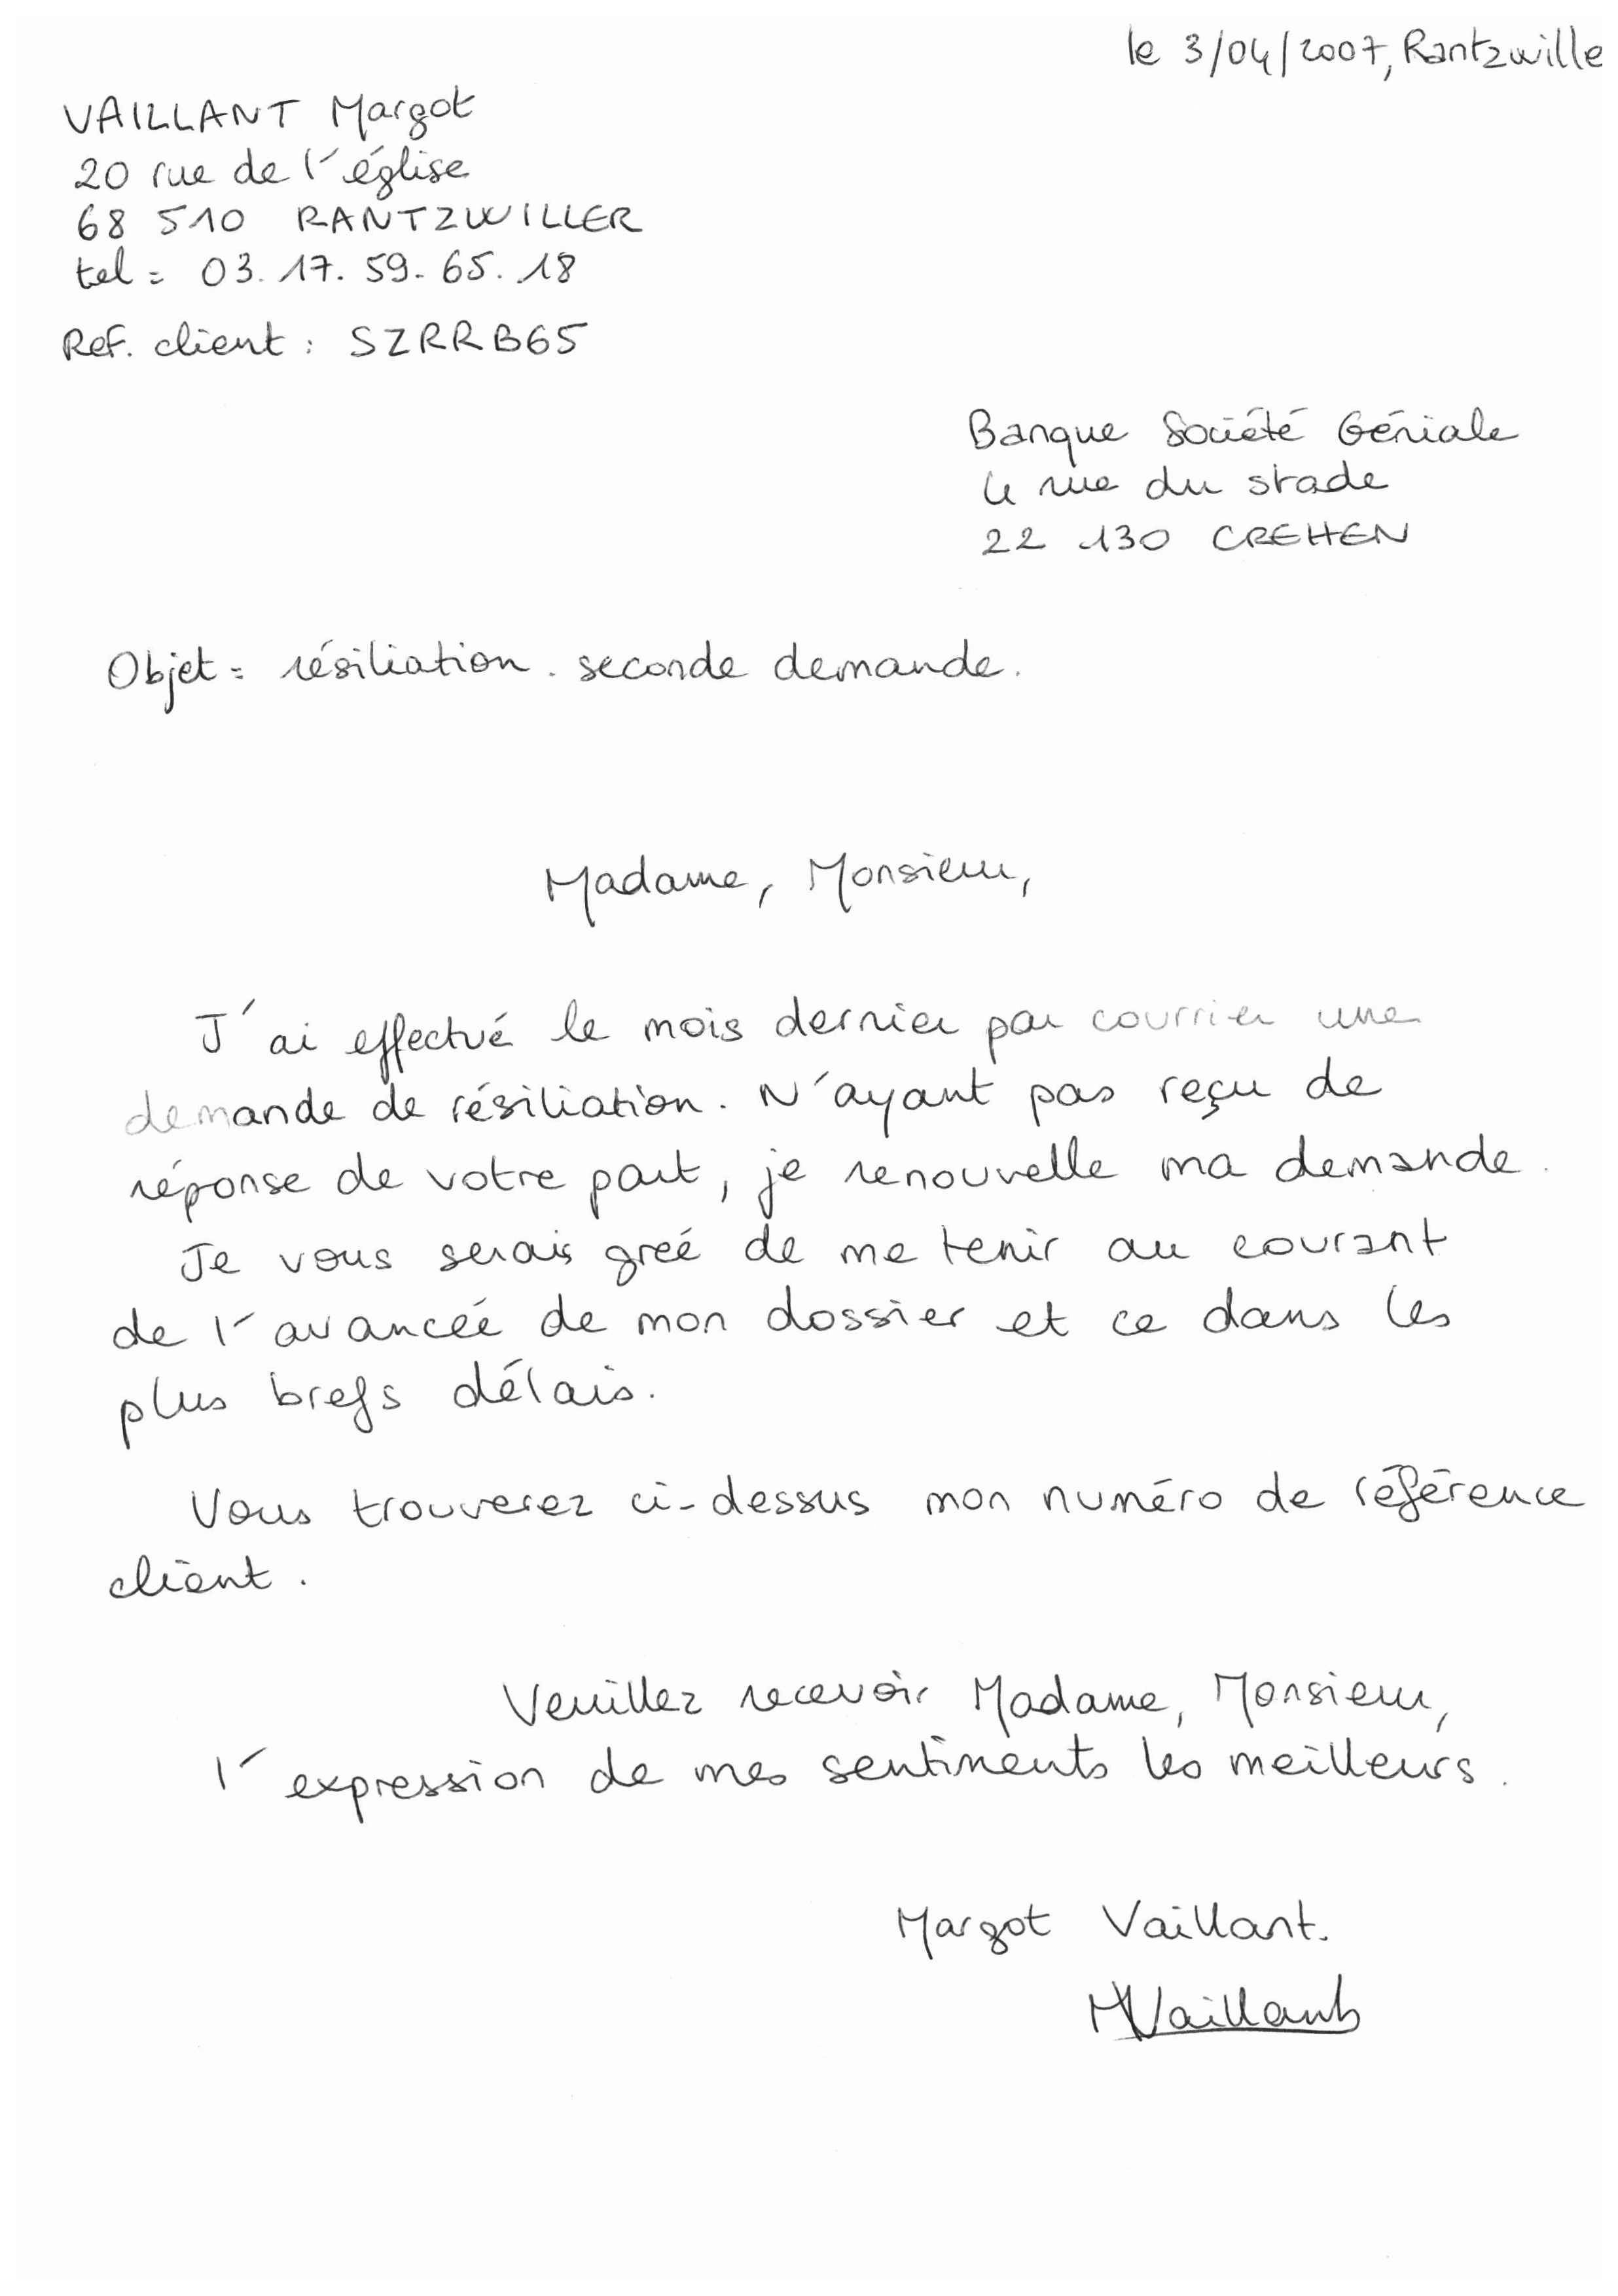 le 3/04/2007, Rantzwille
VAILLANT Margot
20 rue de l'église
68 510 RANTZWILLER
tel = 03.17.59-65.18
Ref. client : SZRRB65
Banque Société Géniale
4 rue du stade
22 130 CREHEN
Objet = résiliation. seconde demande.
Madame, Monsieur,
J'ai effectué le mois dernier par courrier une
demande de résiliation. N'ayant pas reçu de
réponse de votre part, je renouvelle ma demande.
Je vous serais greé de me tenir au courant
de l'avancée de mon dossier et ce dans les
plus brefs délais.
Vous trouverez ci-dessus mon numéro de référence
client.
Veuillez recevoir Madame, Monsieur,
l'expression de mes sentiments les meilleurs.
Margot Vaillant.
MVaillant